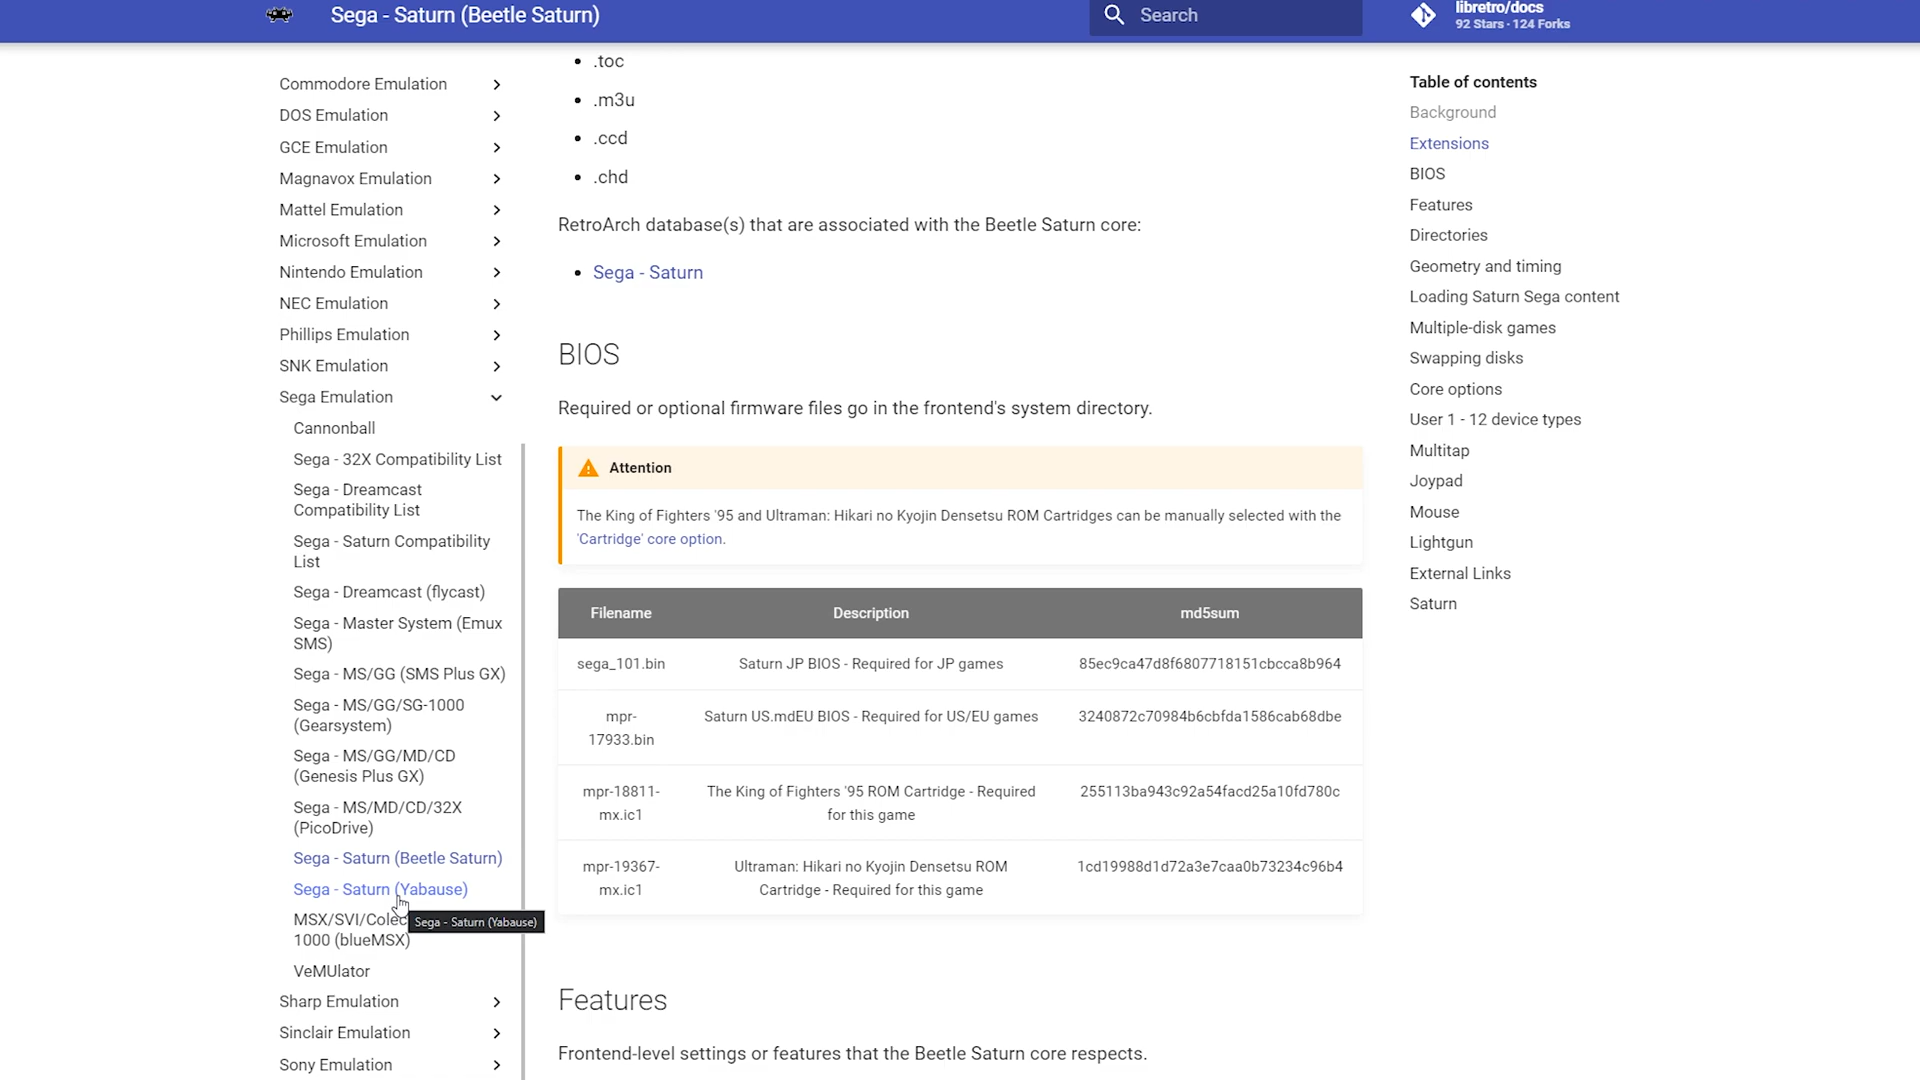 Sega - Saturn (Beetle Saturn)
Search
libretro/docs
92 Stars · 124 Forks
Commodore Emulation
DOS Emulation
GCE Emulation
Magnavox Emulation
Mattel Emulation
Microsoft Emulation
Nintendo Emulation
NEC Emulation
Phillips Emulation
SNK Emulation
Sega Emulation
Cannonball
Sega - 32X Compatibility List
Sega - Dreamcast
Compatibility List
Sega - Saturn Compatibility
List
Sega - Dreamcast (flycast)
Sega - Master System (Emux
SMS)
Sega - MS/GG (SMS Plus GX)
Sega - MS/GG/SG-1000
(Gearsystem)
Sega - MS/GG/MD/CD
(Genesis Plus GX)
Sega - MS/MD/CD/32X
(PicoDrive)
Sega - Saturn (Beetle Saturn)
Sega - Saturn (Yabause)
MSX/SVI/Colec
Sega - Saturn (Yabause)
1000 (blueMSX)
VeMUlator
Sharp Emulation
Sinclair Emulation
Sony Emulation
.toc
.m3u
.ccd
.chd
RetroArch database(s) that are associated with the Beetle Saturn core:
Sega - Saturn
BIOS
Required or optional firmware files go in the frontend's system directory.
Attention
The King of Fighters '95 and Ultraman: Hikari no Kyojin Densetsu ROM Cartridges can be manually selected with the
'Cartridge' core option.
Filename Description md5sum
sega_101.bin Saturn JP BIOS - Required for JP games 85ec9ca47d8f6807718151cbcca8b964
mpr- Saturn US.mdEU BIOS - Required for US/EU games 3240872c70984b6cbfda1586cab68dbe
17933.bin
mpr-18811- The King of Fighters '95 ROM Cartridge - Required 255113ba943c92a54facd25a10fd780c
mx.ic1 for this game
mpr-19367- Ultraman: Hikari no Kyojin Densetsu ROM 1cd19988d1d72a3e7caa0b73234c96b4
mx.ic1 Cartridge - Required for this game
Features
Frontend-level settings or features that the Beetle Saturn core respects.
Table of contents
Background
Extensions
BIOS
Features
Directories
Geometry and timing
Loading Saturn Sega content
Multiple-disk games
Swapping disks
Core options
User 1 - 12 device types
Multitap
Joypad
Mouse
Lightgun
External Links
Saturn